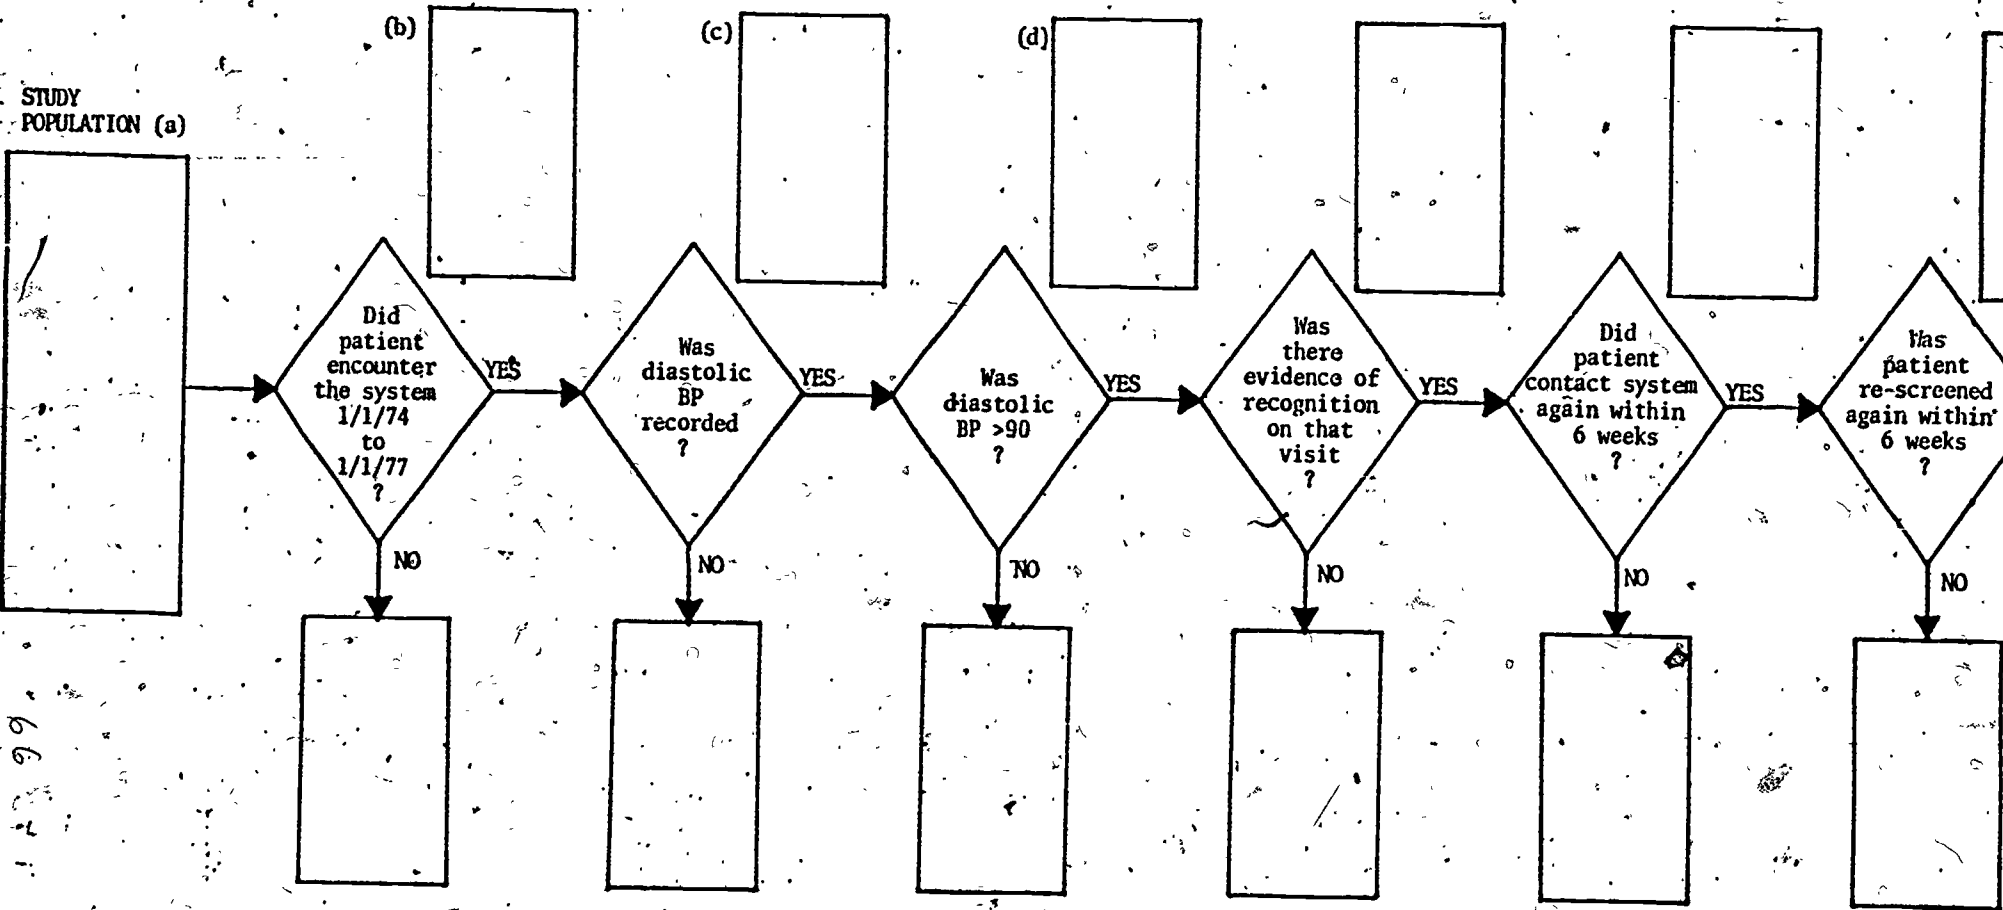 (b)
(c)
(d)
STUDY
POPULATION (a)
Did
patient
encounter
the system
1/1/74
to
1/1/77
?
YES
NO
Was
diastolic
BP
recorded
?
YES
NO
Was
diastolic
BP >90
?
YES
NO
Was
there
evidence of
recognition
on that
visit
?
YES
NO
Did
patient
contact system
again within
6 weeks
?
YES
NO
Was
patient
re-screened
again within
6 weeks
?
NO
66